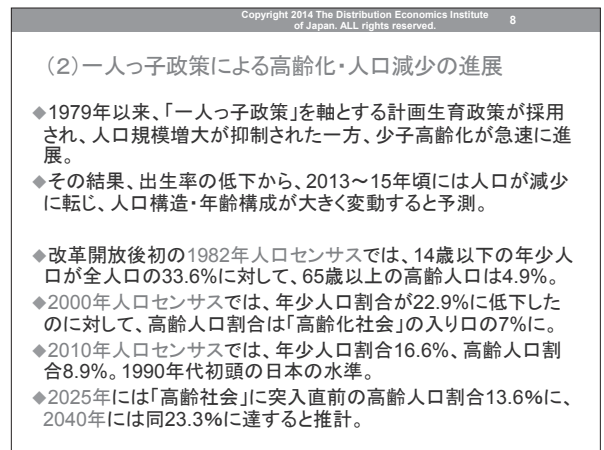 Copyright 2014 The Distribution Economics Institute
of Japan. ALL rights reserved.
8
(2)一人っ子政策による高齢化・人口減少の進展
◆1979年以来、「一人っ子政策」を軸とする計画生育政策が採用
され、人口規模増大が抑制された一方、少子高齢化が急速に進
展。
◆その結果、出生率の低下から、2013~15年頃には人口が減少
に転じ、人口構造・年齢構成が大きく変動すると予測。
◆改革開放後初の1982年人口センサスでは、14歳以下の年少人
口が全人口の33.6%に対して、65歳以上の高齢人口は4.9%。
◆2000年人口センサスでは、年少人口割合が22.9%に低下した
のに対して、高齢人口割合は「高齢化社会」の入り口の7%に。
◆2010年人口センサスでは、年少人口割合16.6%、高齢人口割
合8.9%。1990年代初頭の日本の水準。
◆2025年には「高齢社会」に突入直前の高齢人口割合13.6%に、
2040年には同23.3%に達すると推計。